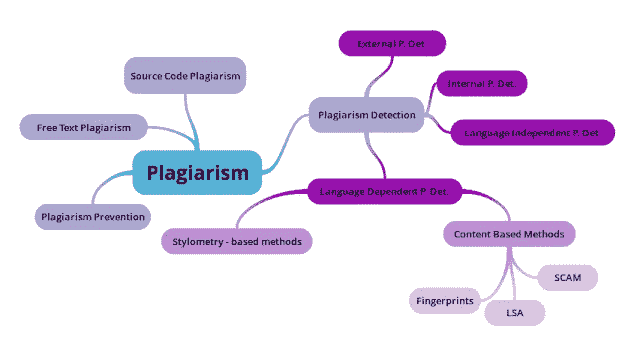 External P. Det
Source Code Plagiarism
Internal P. Det.
Plagiarism Detection
Free Text Plagiarism
Language Independent P. Det
Plagiarism
Language Dependent P. Det.
Plagiarism Prevention
Stylometry - based methods
Content Based Methods
SCAM
Fingerprints
LSA